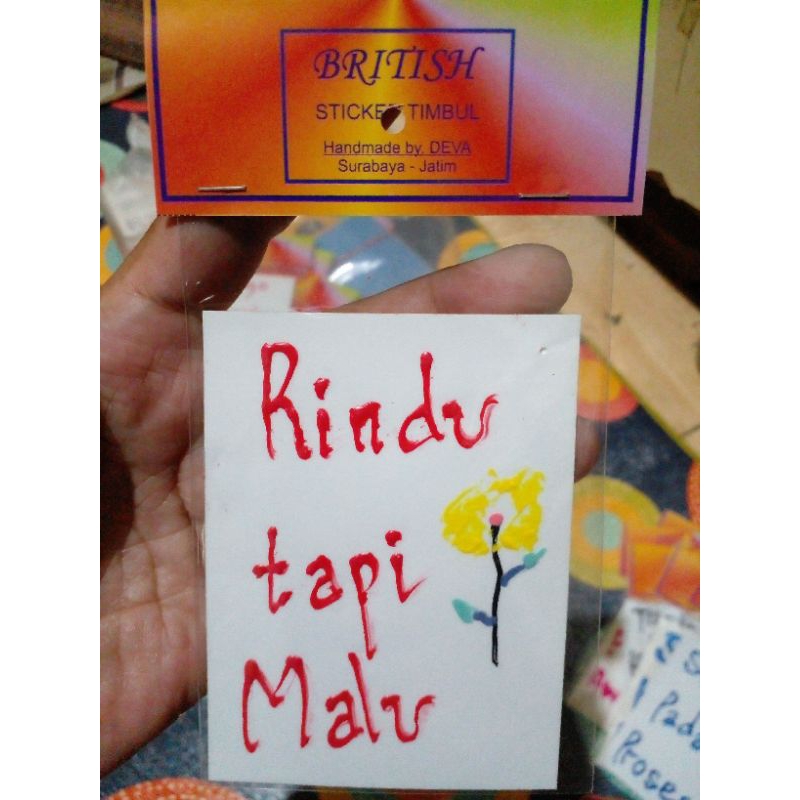 BRITISH
STICKER TIMBUL
Handmade by. DEVA
Surabaya - Jatim
Rindu
tapi
Malu